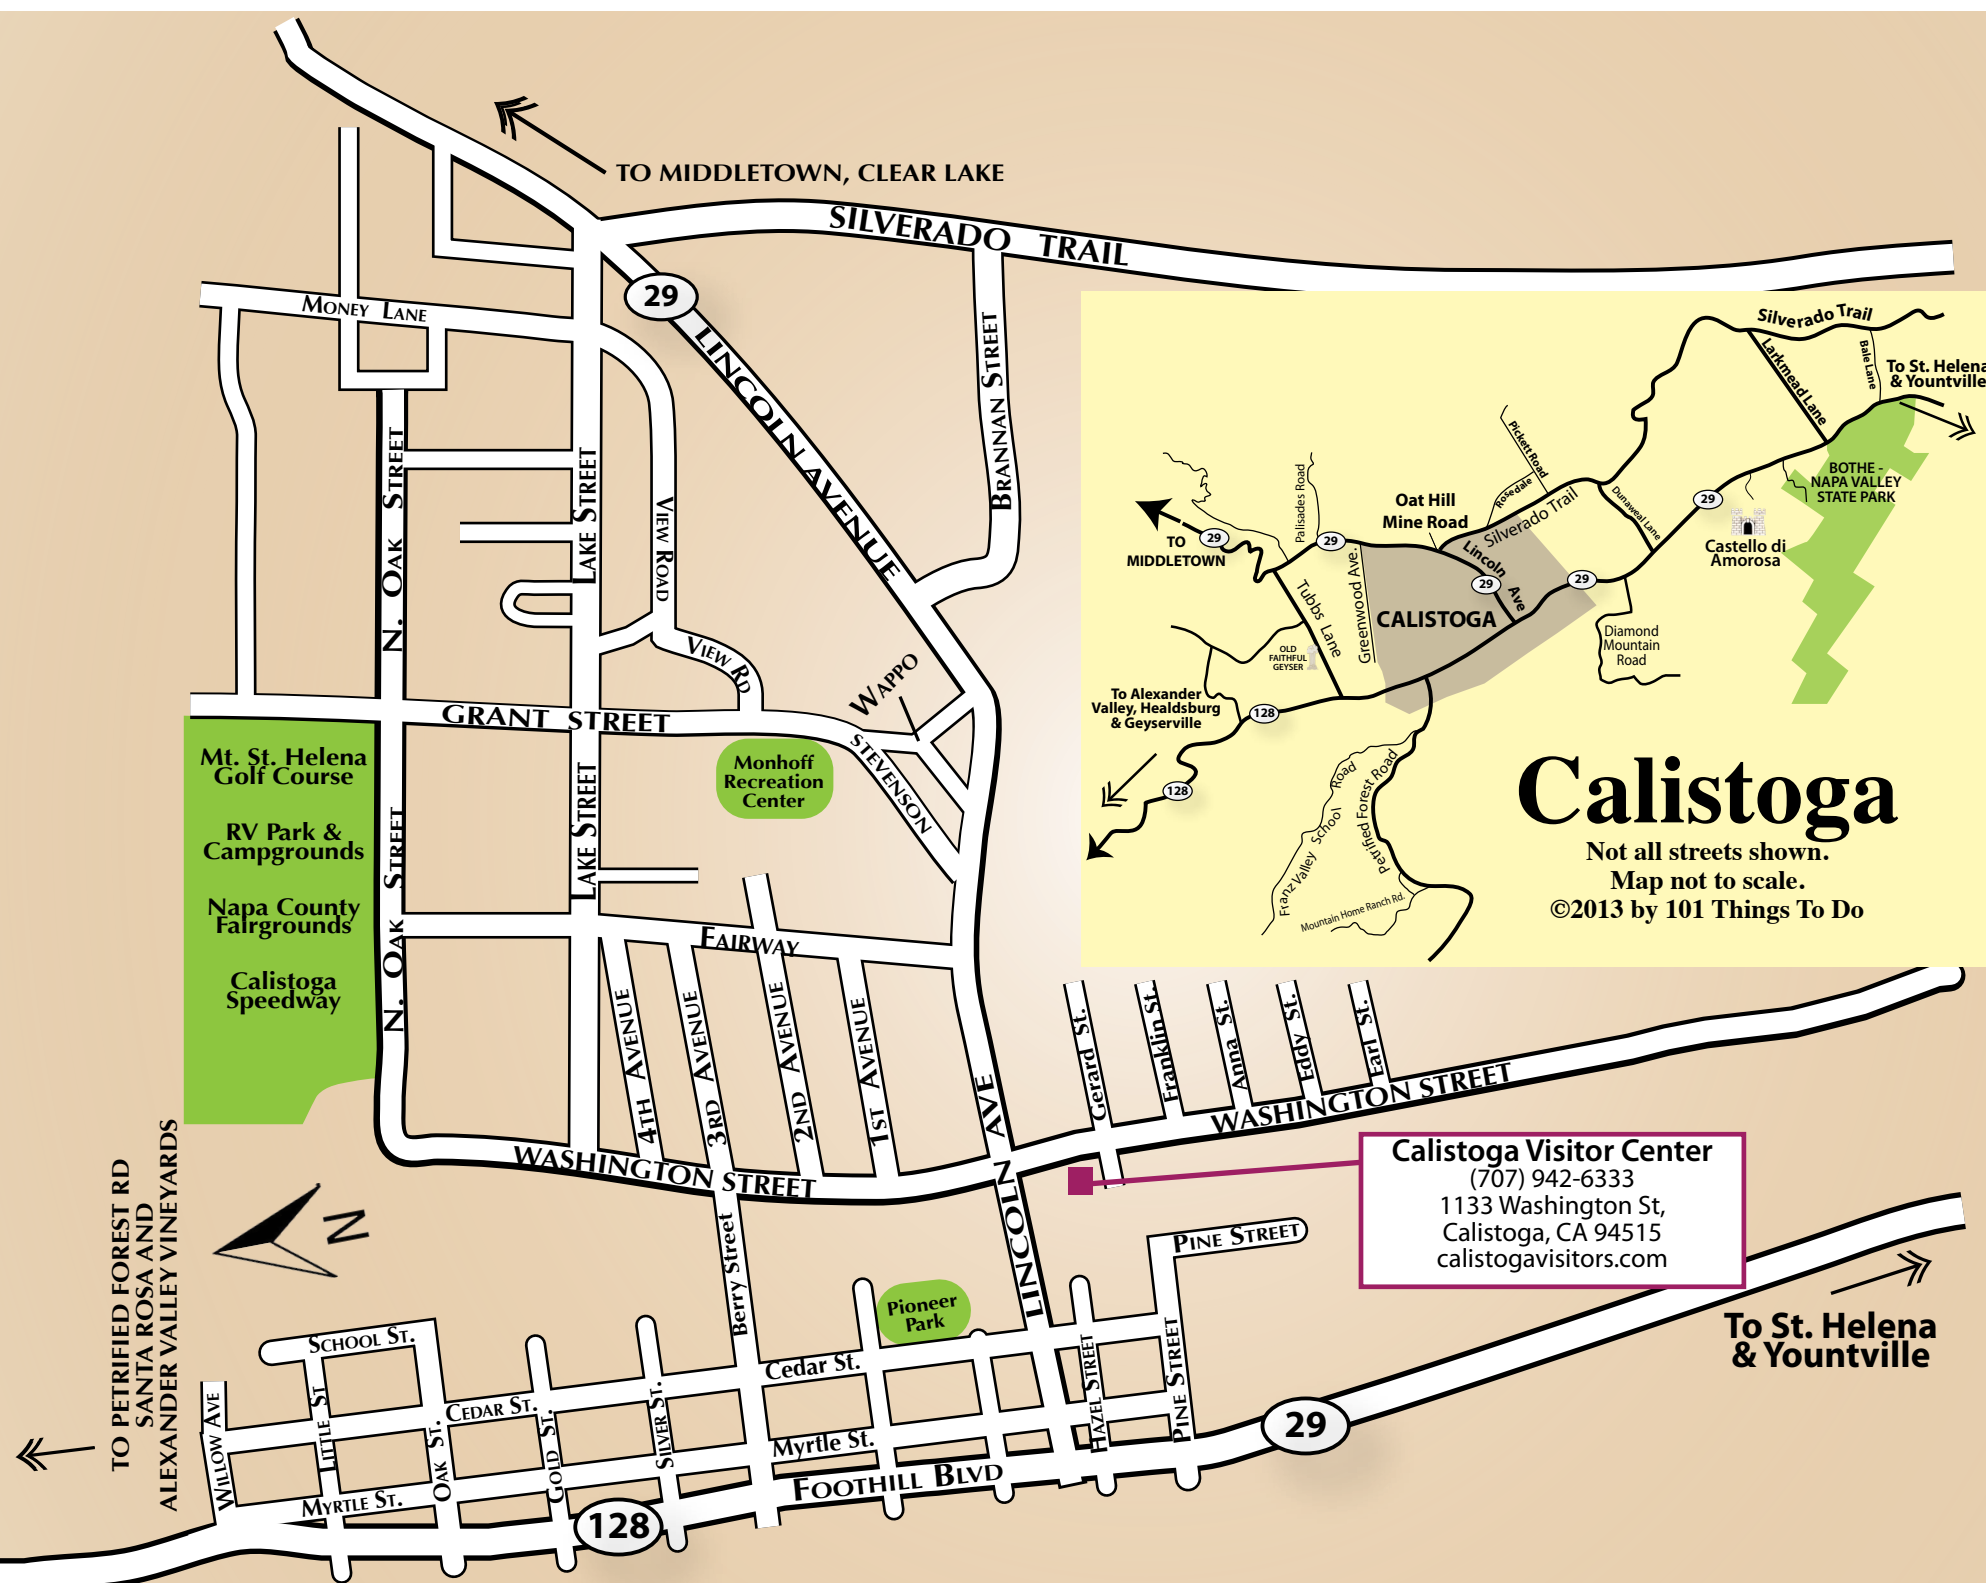 TO MIDDLETOWN, CLEAR LAKE
SILVERADO TRAIL
29
MONEY LANE
LINCOLN AVENUE
BRANNAN STREET
N. OAK STREET
LAKE STREET
VIEW ROAD
VIEW RD
WAPPO
GRANT STREET
STEVENSON
Mt. St. Helena
Golf Course
RV Park &
Campgrounds
Napa County
Fairgrounds
Calistoga
Speedway
Monhoff
Recreation
Center
N. OAK STREET
LAKE STREET
FAIRWAY
4TH AVENUE
3RD AVENUE
2ND AVENUE
1ST AVENUE
LINCOLN AVE
Gerard St.
Franklin St.
Anna St.
Eddy St.
Earl St.
WASHINGTON STREET
WASHINGTON STREET
Silverado Trail
Larkmead Lane
Bale Lane
To St. Helena
& Yountville
BOTHE -
NAPA VALLEY
STATE PARK
Pickett Road
Rosedale
Silverado Trail
Dunaweal Lane
29
Castello di
Amorosa
Oat Hill
Mine Road
Palisades Road
29
29
TO
MIDDLETOWN
Greenwood Ave.
Tubbs Lane
Lincoln Ave
29
29
CALISTOGA
Diamond
Mountain
Road
OLD
FAITHFUL
GEYSER
To Alexander
Valley, Healdsburg
& Geyserville
128
128
Franz Valley School Road
Petrified Forest Road
Mountain Home Ranch Rd.
Calistoga
Not all streets shown.
Map not to scale.
©2013 by 101 Things To Do
Calistoga Visitor Center
(707) 942-6333
1133 Washington St,
Calistoga, CA 94515
calistogavisitors.com
TO PETRIFIED FOREST RD
SANTA ROSA AND
ALEXANDER VALLEY VINEYARDS
N
Berry Street
PINE STREET
Pioneer
Park
SCHOOL ST.
Cedar St.
CEDAR ST.
WILLOW AVE
LITTLE ST
OAK ST.
GOLD ST.
SILVER ST.
HAZEL STREET
PINE STREET
Myrtle St.
MYRTLE ST.
FOOTHILL BLVD
128
29
To St. Helena
& Yountville